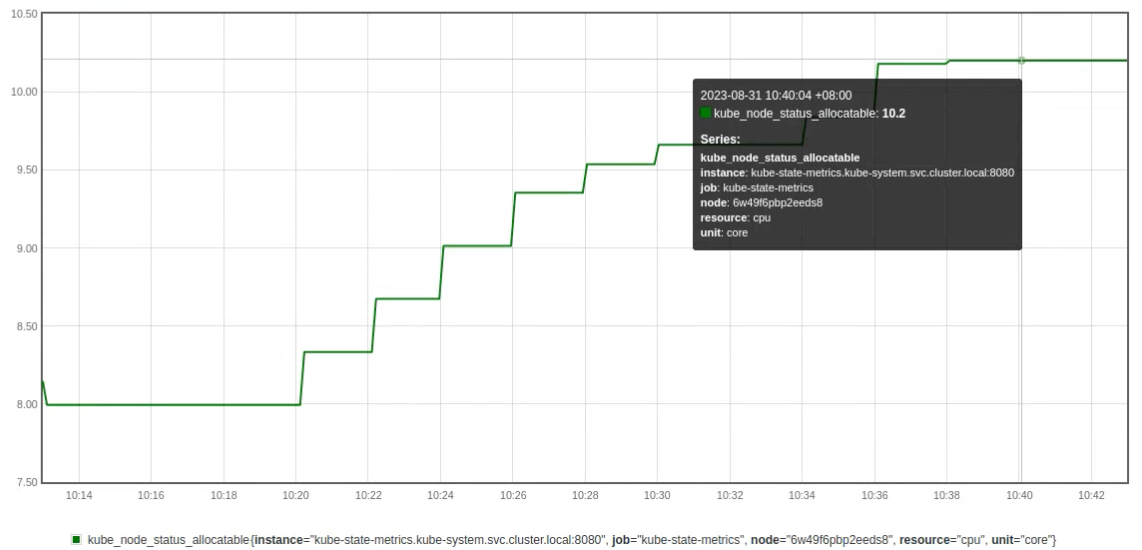 10.50
10.00
9.50
9.00
8.50
8.00
7.50
2023-08-31 10:40:04 +08:00
kube_node_status_allocatable: 10.2
Series:
kube_node_status_allocatable
instance: kube-state-metrics.kube-system.svc.cluster.local:8080
job: kube-state-metrics
node: 6w49f6pbp2eeds8
resource: cpu
unit: core
10:14 10:16 10:18 10:20 10:22 10:24 10:26 10:28 10:30 10:32 10:34 10:36 10:38 10:40 10:42
kube_node_status_allocatable{instance="kube-state-metrics.kube-system.svc.cluster.local:8080", job="kube-state-metrics", node="6w49f6pbp2eeds8", resource="cpu", unit="core"}